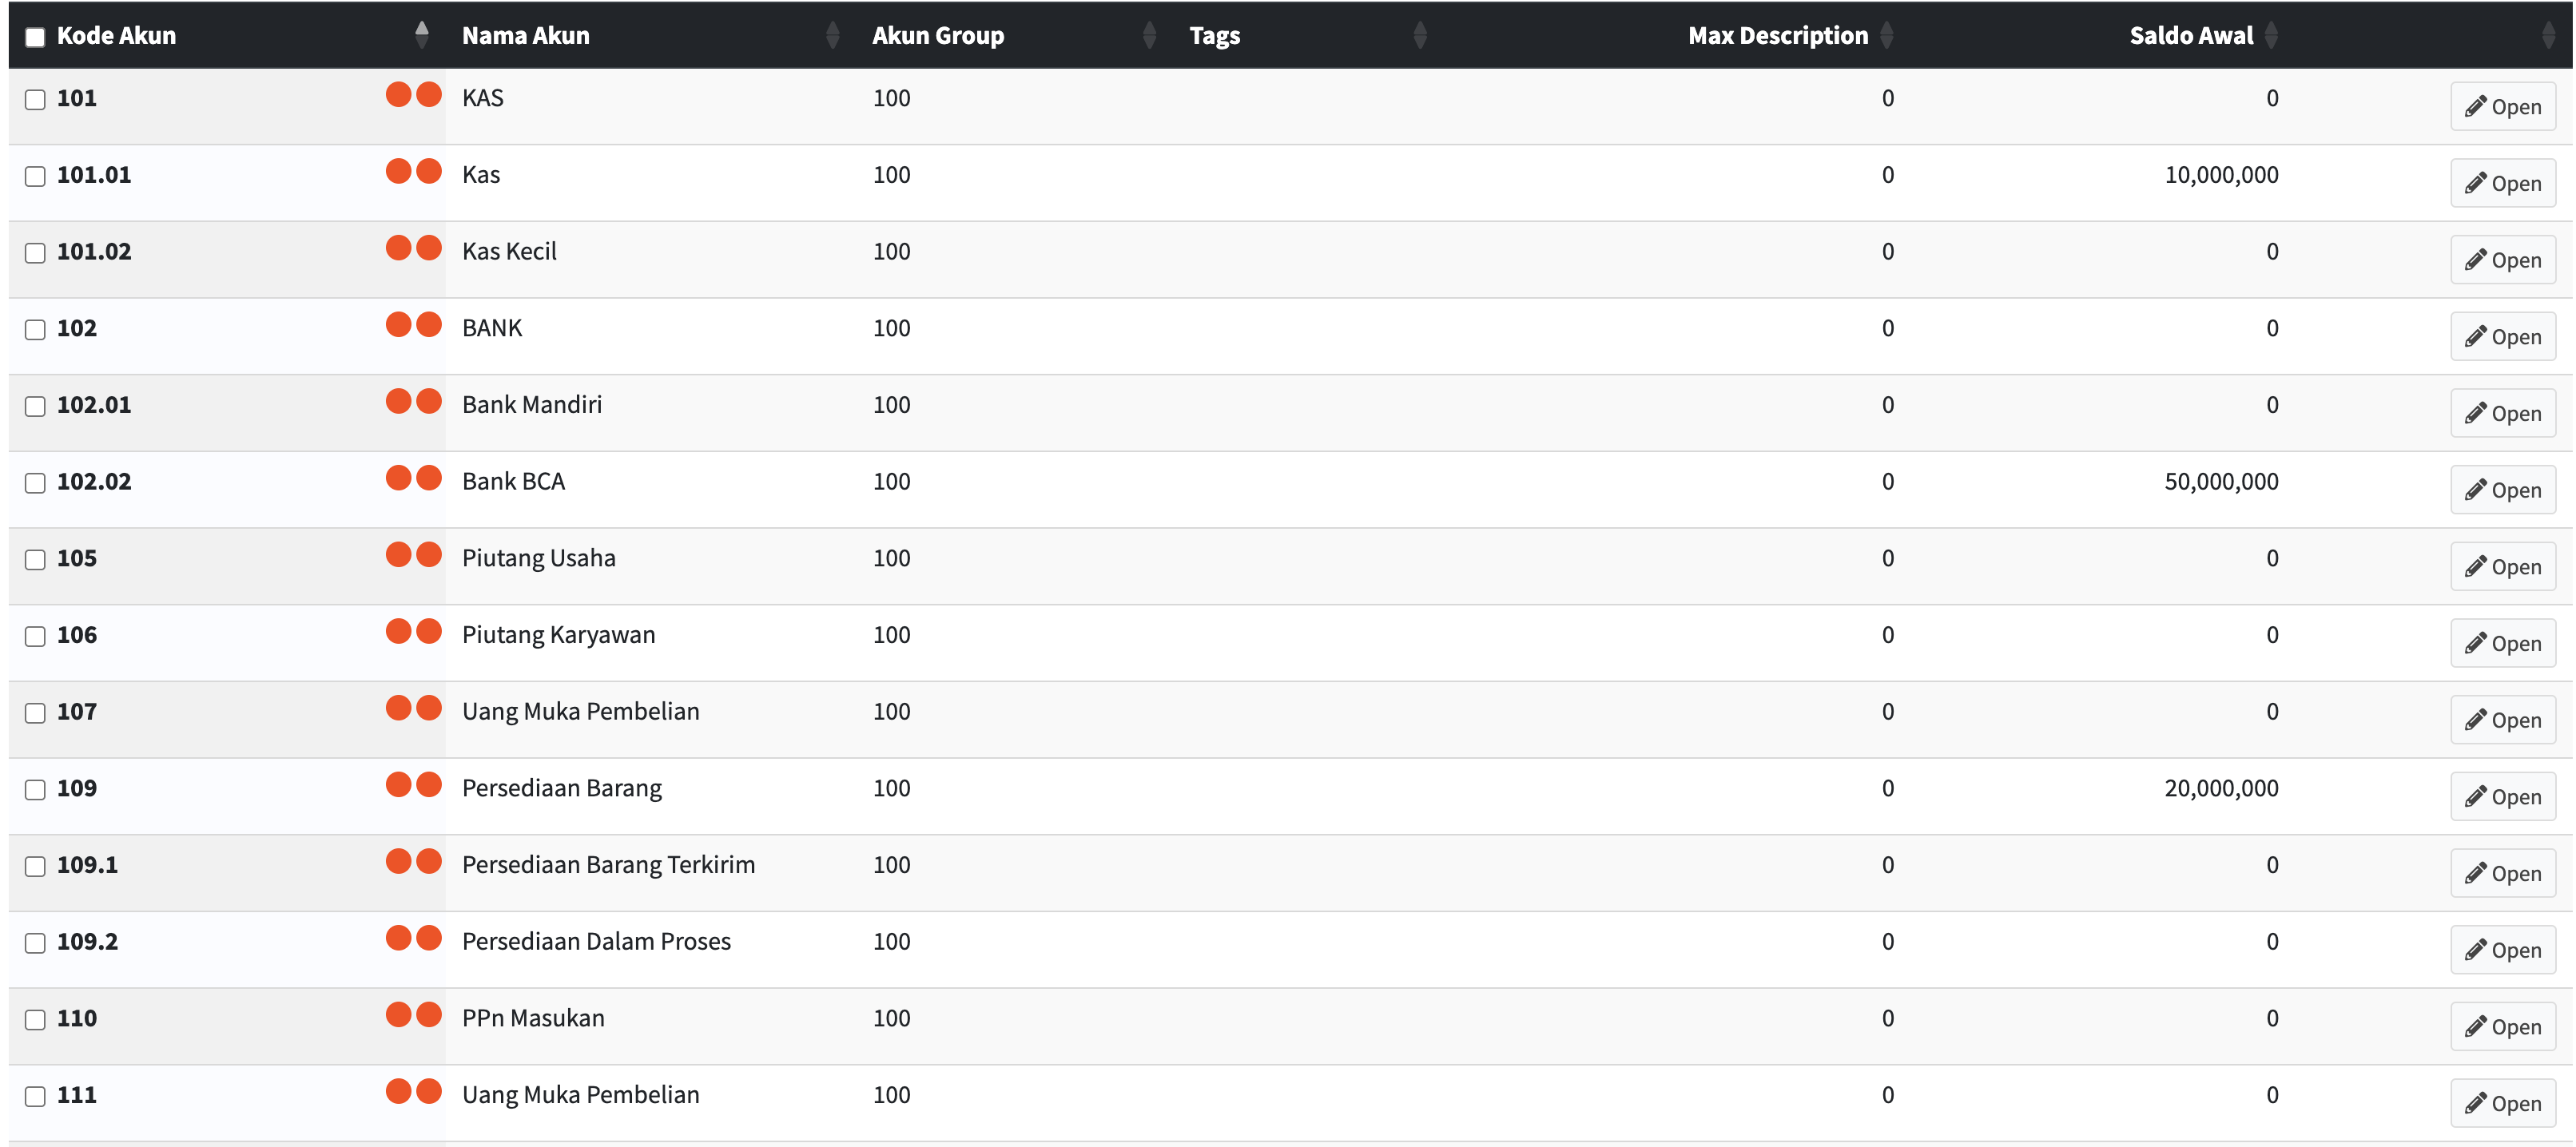 Kode Akun Nama Akun Akun Group Tags Max Description Saldo Awal
101 KAS 100 0 0 Open
101.01 Kas 100 0 10,000,000 Open
101.02 Kas Kecil 100 0 0 Open
102 BANK 100 0 0 Open
102.01 Bank Mandiri 100 0 0 Open
102.02 Bank BCA 100 0 50,000,000 Open
105 Piutang Usaha 100 0 0 Open
106 Piutang Karyawan 100 0 0 Open
107 Uang Muka Pembelian 100 0 0 Open
109 Persediaan Barang 100 0 20,000,000 Open
109.1 Persediaan Barang Terkirim 100 0 0 Open
109.2 Persediaan Dalam Proses 100 0 0 Open
110 PPn Masukan 100 0 0 Open
111 Uang Muka Pembelian 100 0 0 Open